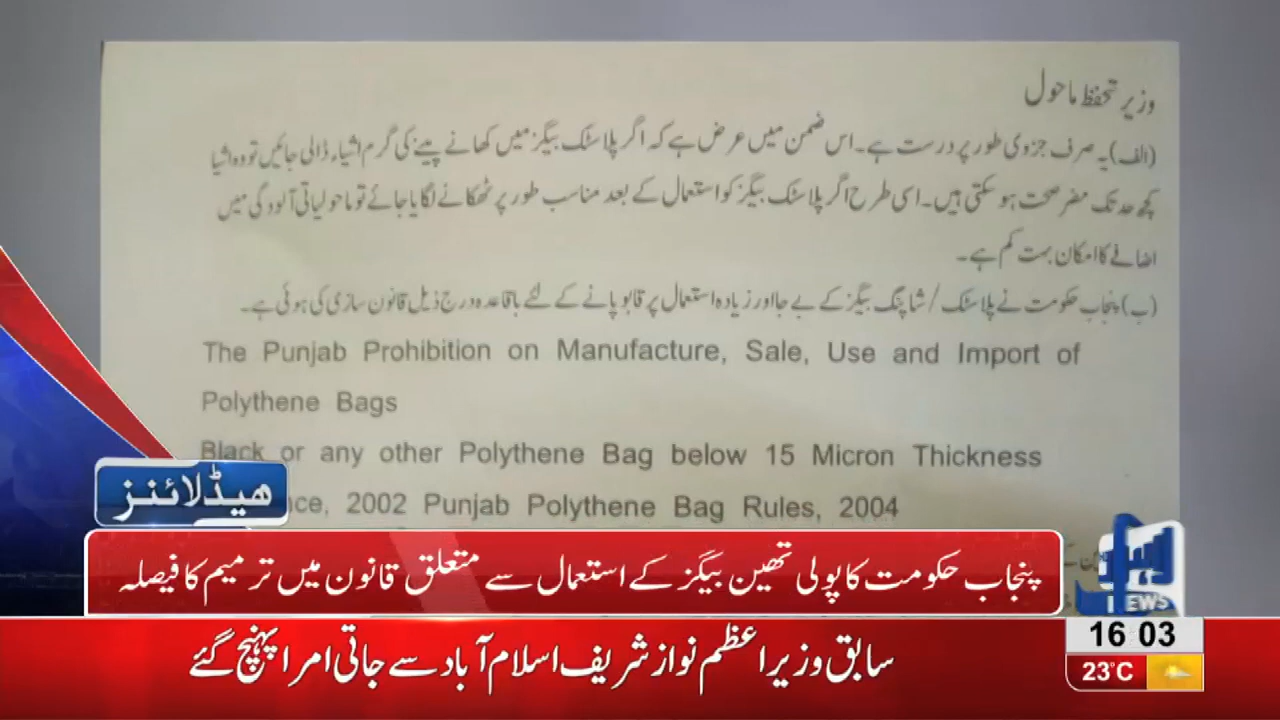 وزیر تحفظ ماحول
(الف) یہ صرف جزوی طور پر درست ہے۔ اس ضمن میں عرض ہے کہ اگر پلاسٹک بیگز میں کھانے پینے کی گرم اشیاء ڈالی جائیں تو وہ اشیا
کچھ حد تک مضر صحت ہو سکتی ہیں۔ اسی طرح اگر پلاسٹک بیگز کو استعمال کے بعد مناسب طور پر ٹھکانے لگایا جائے تو ماحولیاتی آلودگی میں
اضافے کا امکان بہت کم ہے۔
(ب) پنجاب حکومت نے پلاسٹک / شاپنگ بیگز کے بے جا اور زیادہ استعمال پر قابو پانے کے لئے باقاعدہ درج ذیل قانون سازی کی ہوئی ہے۔
The Punjab Prohibition on Manufacture, Sale, Use and Import of
Polythene Bags
Black or any other Polythene Bag below 15 Micron Thickness
2002 Punjab Polythene Bag Rules, 2004
ھیڈلائنز
پنجاب حکومت کا پولی تھین بیگز کے استعمال سے متعلق قانون میں ترمیم کا فیصلہ
NEWS
16 03
سابق وزیراعظم نواز شریف اسلام آباد سے جاتی امرا پہنچ گئے
23°C